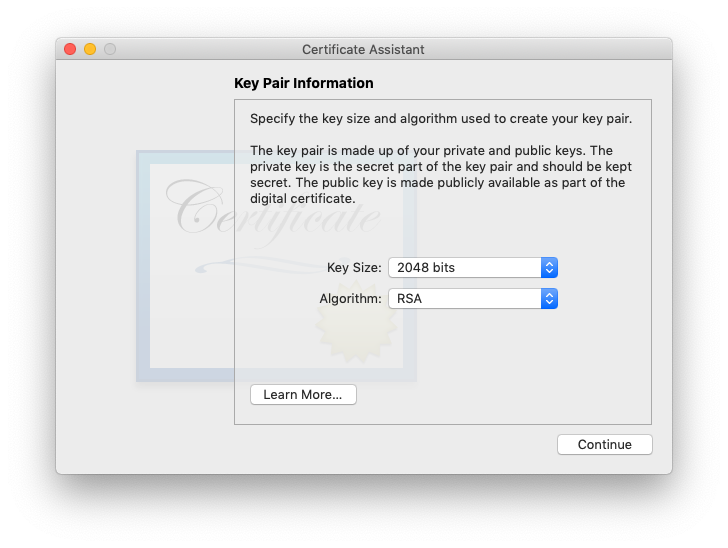 Certificate Assistant
Key Pair Information
Specify the key size and algorithm used to create your key pair.
The key pair is made up of your private and public keys. The
private key is the secret part of the key pair and should be kept
secret. The public key is made publicly available as part of the
digital certificate.
Certificate
Key Size: 2048 bits
Algorithm: RSA
Learn More...
Continue